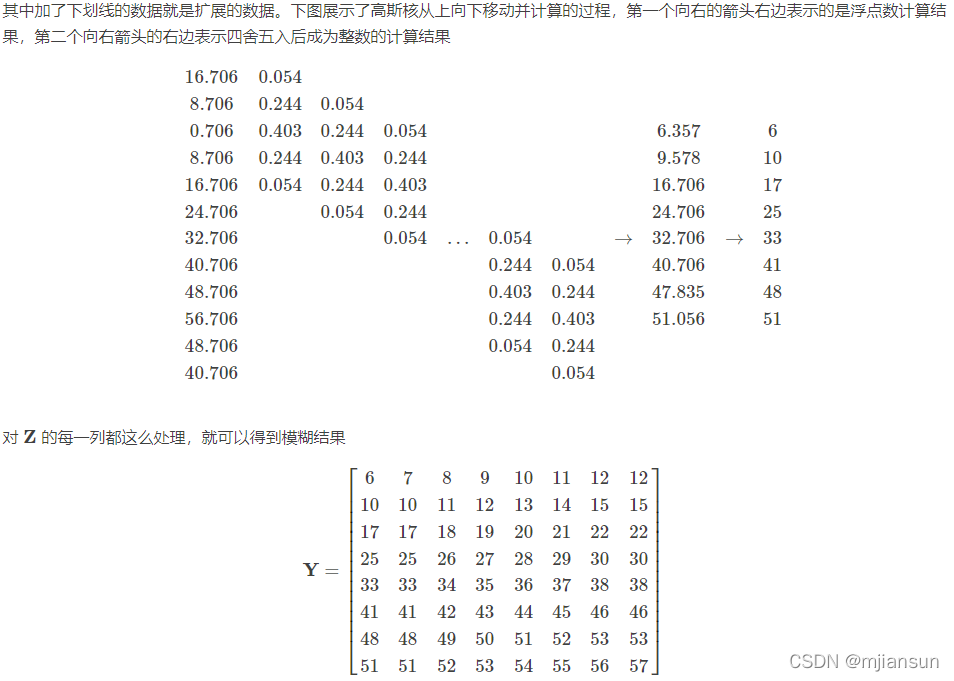 其中加了下划线的数据就是扩展的数据。下图展示了高斯核从上向下移动并计算的过程，第一个向右的箭头右边表示的是浮点数计算结
果，第二个向右箭头的右边表示四舍五入后成为整数的计算结果
16.706 0.054
8.706 0.244 0.054
0.706 0.403 0.244 0.054 6.357 6
8.706 0.244 0.403 0.244 9.578 10
16.706 0.054 0.244 0.403 16.706 17
24.706 0.054 0.244 24.706 25
32.706 0.054 ... 0.054 → 32.706 → 33
40.706 0.244 0.054 40.706 41
48.706 0.403 0.244 47.835 48
56.706 0.244 0.403 51.056 51
48.706 0.054 0.244
40.706 0.054
对 Z 的每一列都这么处理，就可以得到模糊结果
6 7 8 9 10 11 12 12
10 10 11 12 13 14 15 15
17 17 18 19 20 21 22 22
Y = 25 25 26 27 28 29 30 30
33 33 34 35 36 37 38 38
41 41 42 43 44 45 46 46
48 48 49 50 51 52 53 53
51 51 52 53 54 55 56 57
CSDN @mjiansun